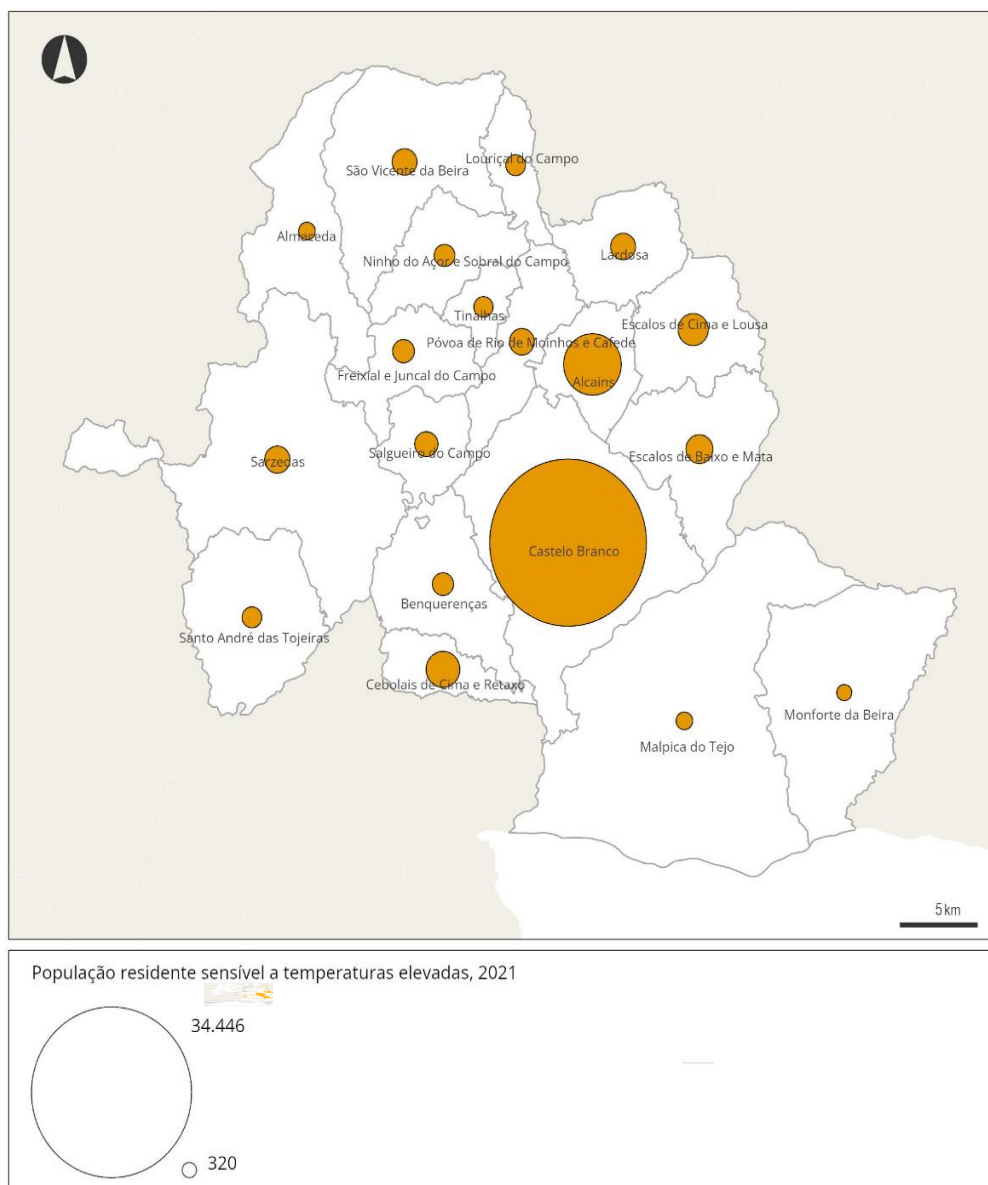 Louriçal do Campo
São Vicente da Beira
Almaceda
Lardosa
Ninho do Açor e Sobral do Campo
Tinalhas
Escalos de Cima e Lousa
Póvoa de Rio de Moinhos e Cafede
Freixial e Juncal do Campo
Alcains
Salgueiro do Campo
Escalos de Baixo e Mata
Sarzedas
Castelo Branco
Benquerenças
Santo André das Tojeiras
Cebolais de Cima e Retaxo
Monforte da Beira
Malpica do Tejo
5 km
População residente sensível a temperaturas elevadas, 2021
34.446
320